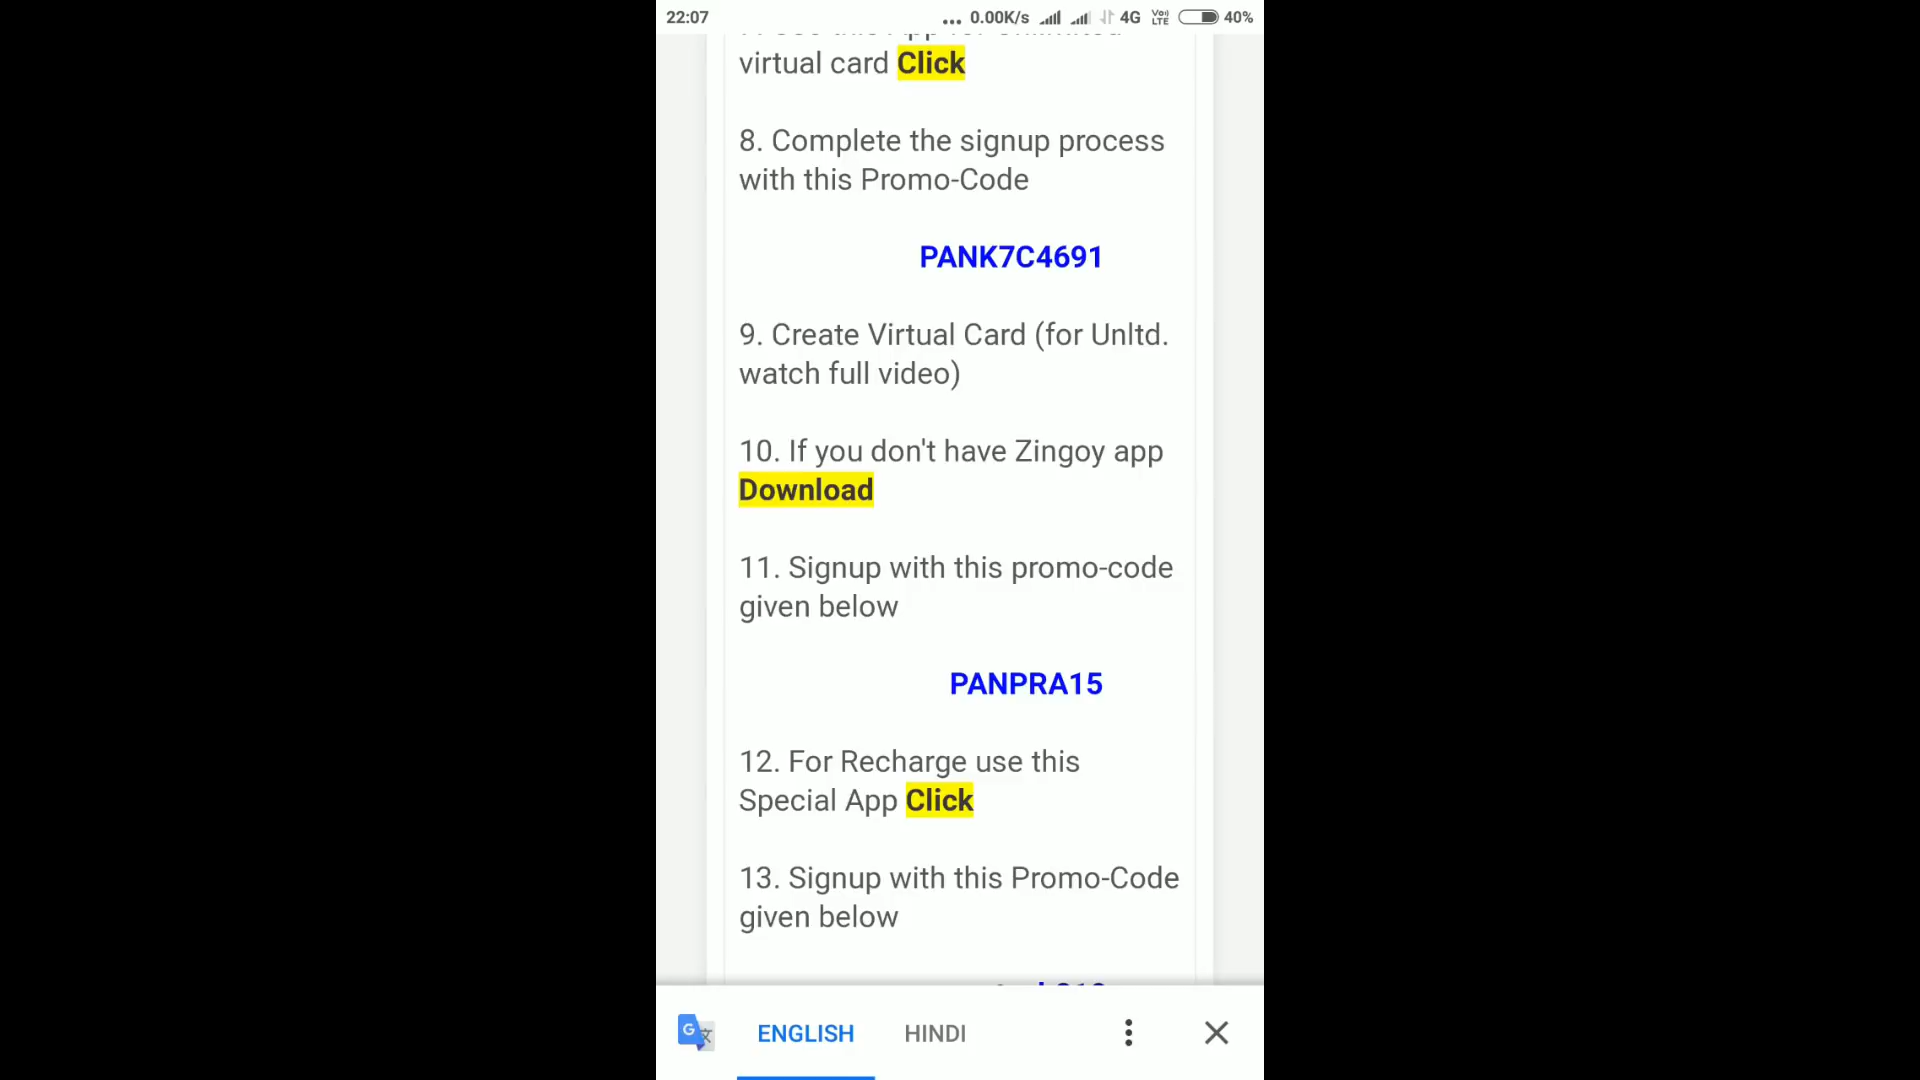 22:07 ... 0.00K/s 4G Vo) LTE 40%
virtual card Click
8. Complete the signup process
with this Promo-Code
PANK7C4691
9. Create Virtual Card (for Unltd.
watch full video)
10. If you don't have Zingoy app
Download
11. Signup with this promo-code
given below
PANPRA15
12. For Recharge use this
Special App Click
13. Signup with this Promo-Code
given below
ENGLISH HINDI